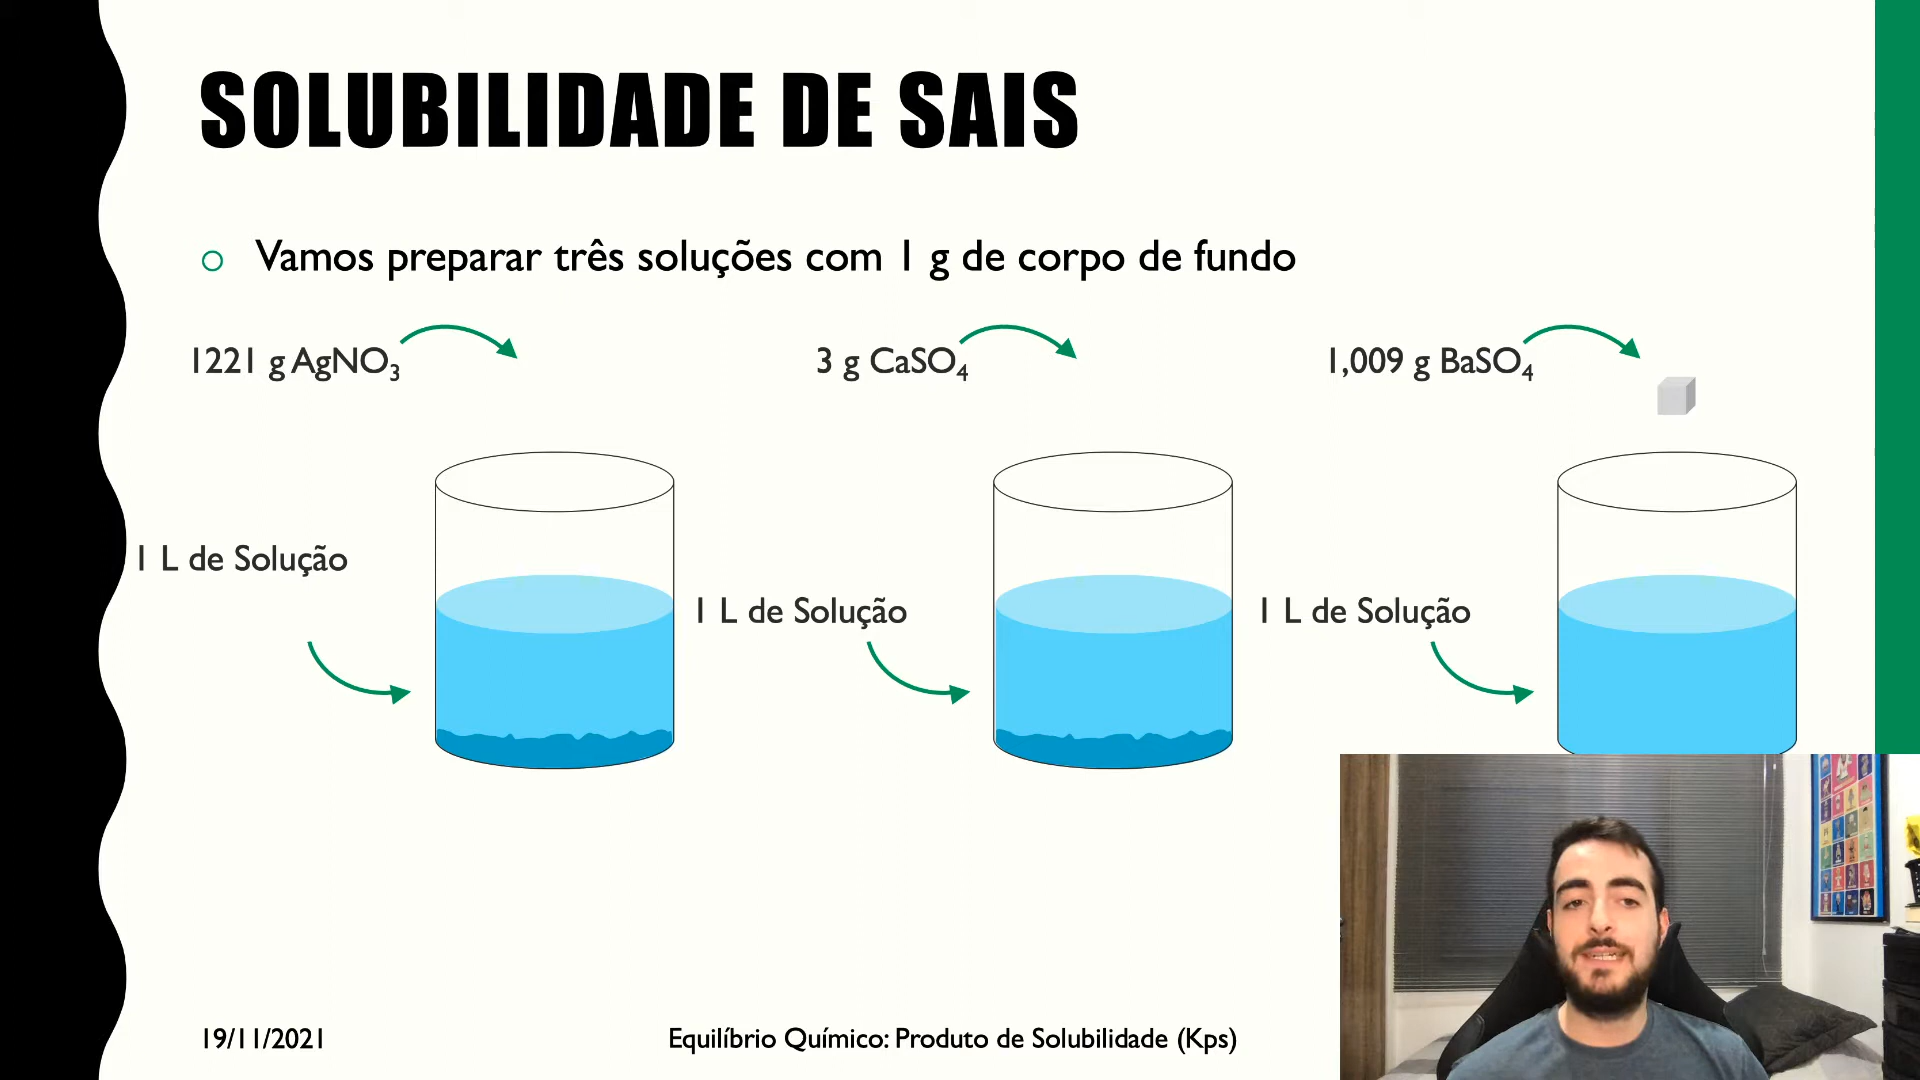 SOLUBILIDADE DE SAIS
Vamos preparar três soluções com 1 g de corpo de fundo
1221 g AgNO₃
3 g CaSO₄
1,009 g BaSO₄
1 L de Solução
1 L de Solução
1 L de Solução
19/11/2021
Equilíbrio Químico: Produto de Solubilidade (Kps)